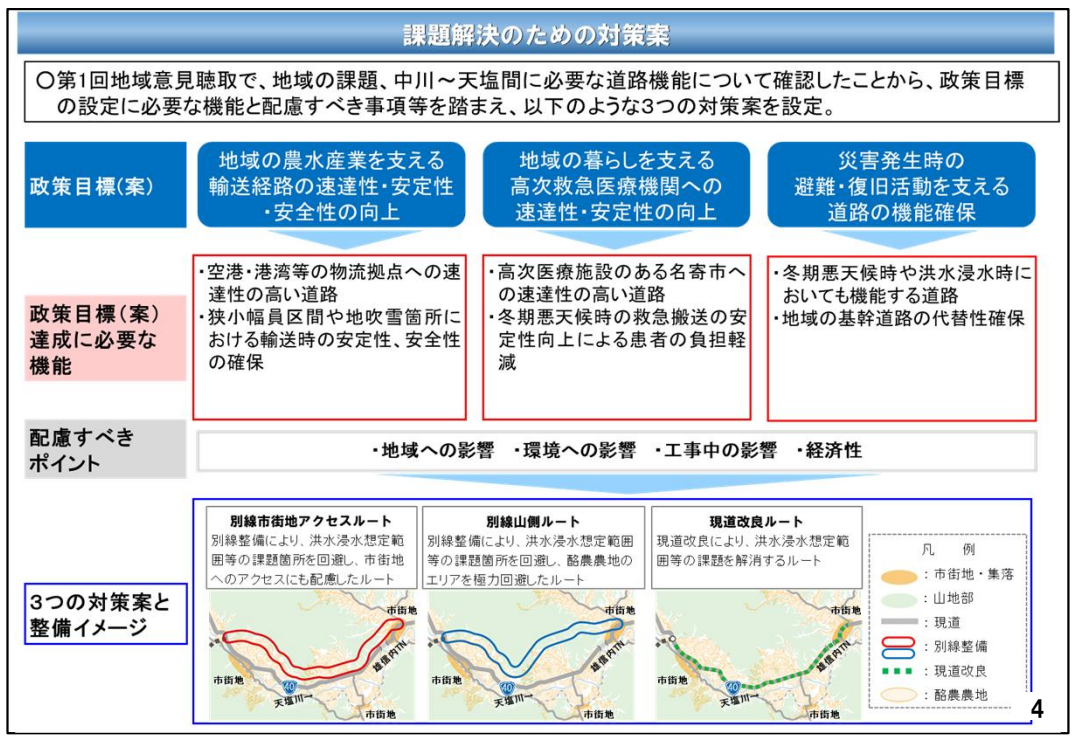 課題解決のための対策案
○第1回地域意見聴取で、地域の課題、中川～天塩間に必要な道路機能について確認したことから、政策目標
の設定に必要な機能と配慮すべき事項等を踏まえ、以下のような3つの対策案を設定。
政策目標(案)
地域の農水産業を支える
輸送経路の速達性・安定性
・安全性の向上
地域の暮らしを支える
高次救急医療機関への
速達性・安定性の向上
災害発生時の
避難・復旧活動を支える
道路の機能確保
政策目標(案)
達成に必要な
機能
・空港・港湾等の物流拠点への速
達性の高い道路
・狭小幅員区間や地吹雪箇所に
おける輸送時の安定性、安全性
の確保
・高次医療施設のある名寄市へ
の速達性の高い道路
・冬期悪天候時の救急搬送の安
定性向上による患者の負担軽
減
・冬期悪天候時や洪水浸水時に
おいても機能する道路
・地域の基幹道路の代替性確保
配慮すべき
ポイント
・地域への影響 ・環境への影響 ・工事中の影響 ・経済性
3つの対策案と
整備イメージ
別線市街地アクセスルート
別線整備により、洪水浸水想定範
囲等の課題箇所を回避し、市街地
へのアクセスにも配慮したルート
市街地
雄信内TN
市街地
40
天塩川→
市街地
別線山側ルート
別線整備により、洪水浸水想定範囲
等の課題箇所を回避し、酪農農地の
エリアを極力回避したルート
市街地
雄信内TN
市街地
40
天塩川→
市街地
現道改良ルート
現道改良により、洪水浸水想定範
囲等の課題を解消するルート
市街地
雄信内TN
市街地
40
天塩川→
市街地
凡 例
：市街地・集落
：山地部
：現道
：別線整備
：現道改良
：酪農農地
4